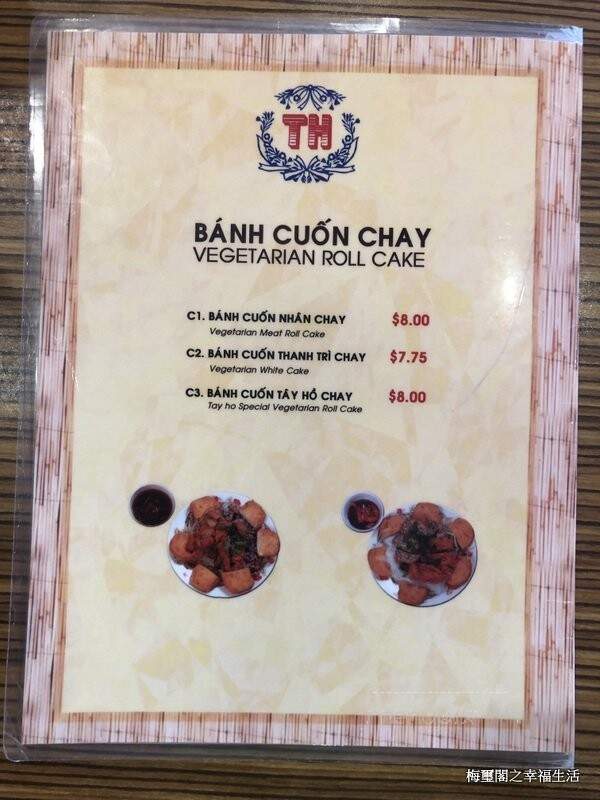 TH
BÁNH CUỐN CHAY
VEGETARIAN ROLL CAKE
C1. BÁNH CUỐN NHÂN CHAY $8.00
Vegetarian Meat Roll Cake
C2. BÁNH CUỐN THANH TRÌ CHAY $7.75
Vegetarian White Cake
C3. BÁNH CUỐN TÂY HỒ CHAY $8.00
Tay ho Special Vegetarian Roll Cake
梅璽閣之幸福生活